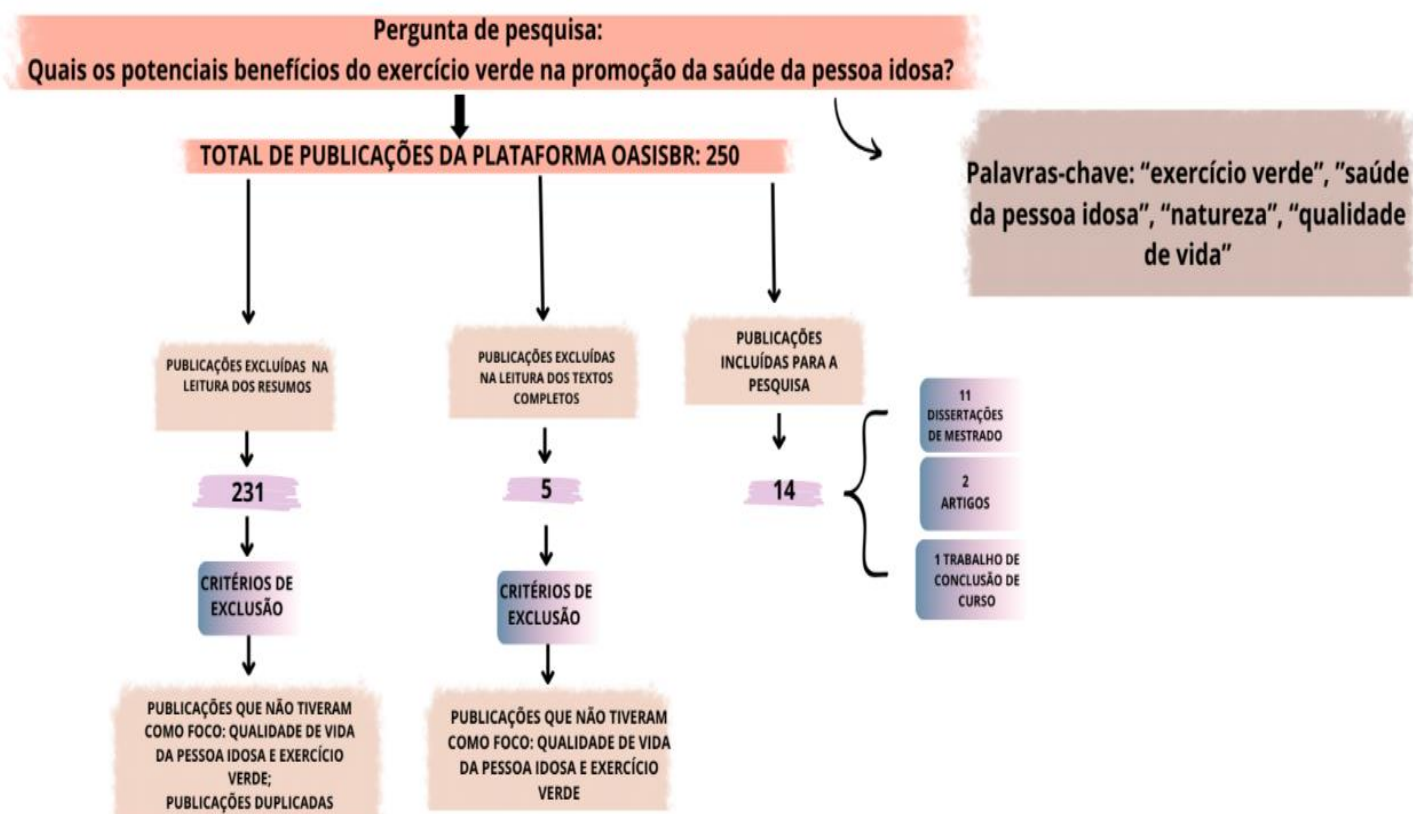 Pergunta de pesquisa:
Quais os potenciais benefícios do exercício verde na promoção da saúde da pessoa idosa?
TOTAL DE PUBLICAÇÕES DA PLATAFORMA OASISBR: 250
Palavras-chave: “exercício verde”, ”saúde
da pessoa idosa”, “natureza”, “qualidade
de vida”
PUBLICAÇÕES EXCLUÍDAS NA
LEITURA DOS RESUMOS
231
CRITÉRIOS DE
EXCLUSÃO
PUBLICAÇÕES QUE NÃO TIVERAM
COMO FOCO: QUALIDADE DE VIDA
DA PESSOA IDOSA E EXERCÍCIO
VERDE;
PUBLICAÇÕES DUPLICADAS
PUBLICAÇÕES EXCLUÍDAS
NA LEITURA DOS TEXTOS
COMPLETOS
5
CRITÉRIOS DE
EXCLUSÃO
PUBLICAÇÕES QUE NÃO TIVERAM
COMO FOCO: QUALIDADE DE VIDA
DA PESSOA IDOSA E EXERCÍCIO
VERDE
PUBLICAÇÕES
INCLUÍDAS PARA A
PESQUISA
14
11
DISSERTAÇÕES
DE MESTRADO
2
ARTIGOS
1 TRABALHO DE
CONCLUSÃO DE
CURSO